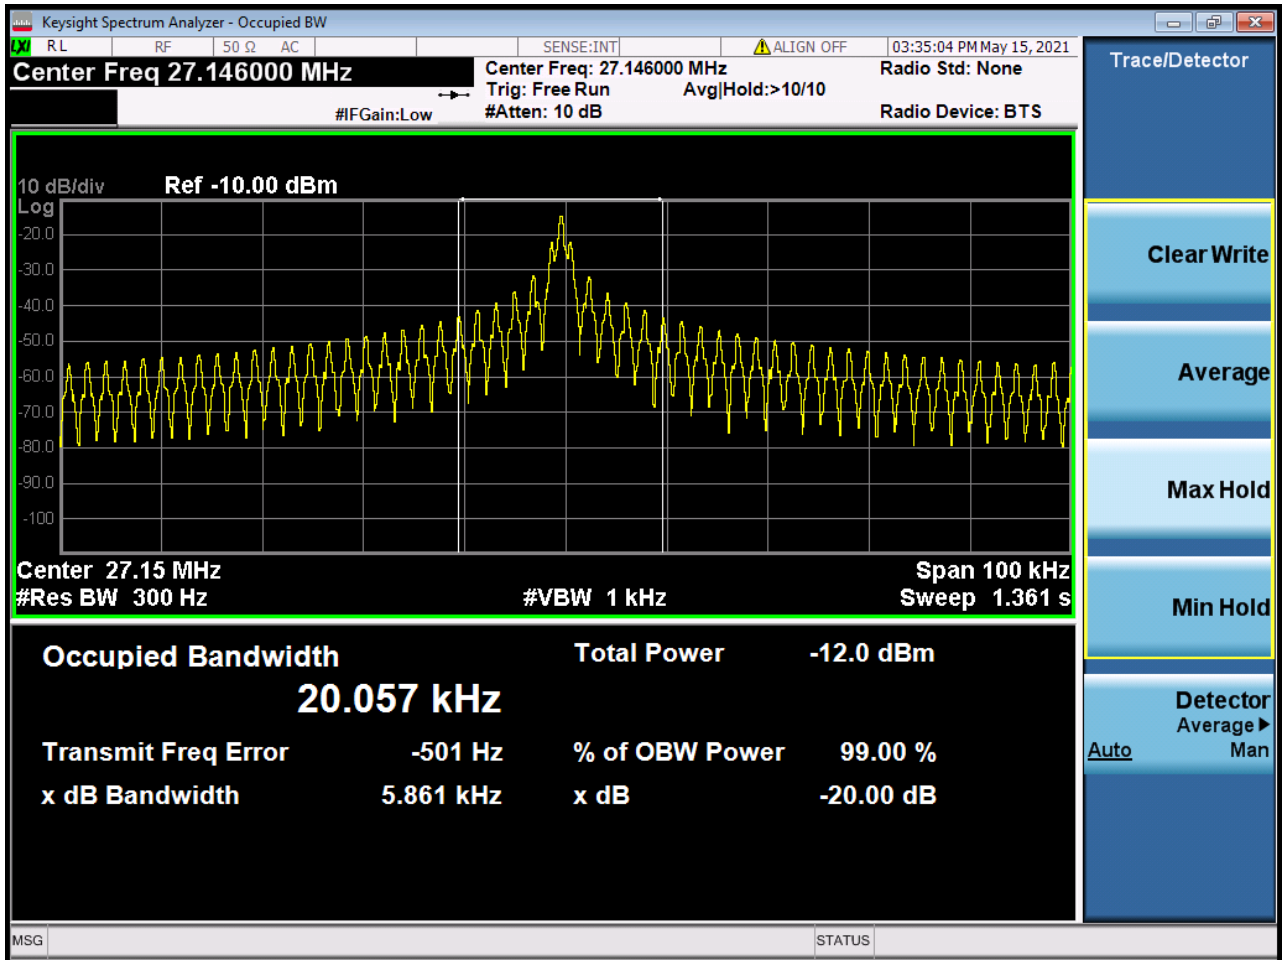 Keysight Spectrum Analyzer - Occupied BW
LXI RL RF 50 Ω AC SENSE:INT ALIGN OFF 03:35:04 PM May 15, 2021
Center Freq 27.146000 MHz
Center Freq: 27.146000 MHz Radio Std: None
Trig: Free Run Avg|Hold:>10/10
#IFGain:Low #Atten: 10 dB Radio Device: BTS
10 dB/div Ref -10.00 dBm
Log
-20.0
-30.0
-40.0
-50.0
-60.0
-70.0
-80.0
-90.0
-100
Center 27.15 MHz Span 100 kHz
#Res BW 300 Hz #VBW 1 kHz Sweep 1.361 s
Occupied Bandwidth Total Power -12.0 dBm
20.057 kHz
Transmit Freq Error -501 Hz % of OBW Power 99.00 %
x dB Bandwidth 5.861 kHz x dB -20.00 dB
Trace/Detector
Clear Write
Average
Max Hold
Min Hold
Detector
Average
Auto Man
MSG STATUS